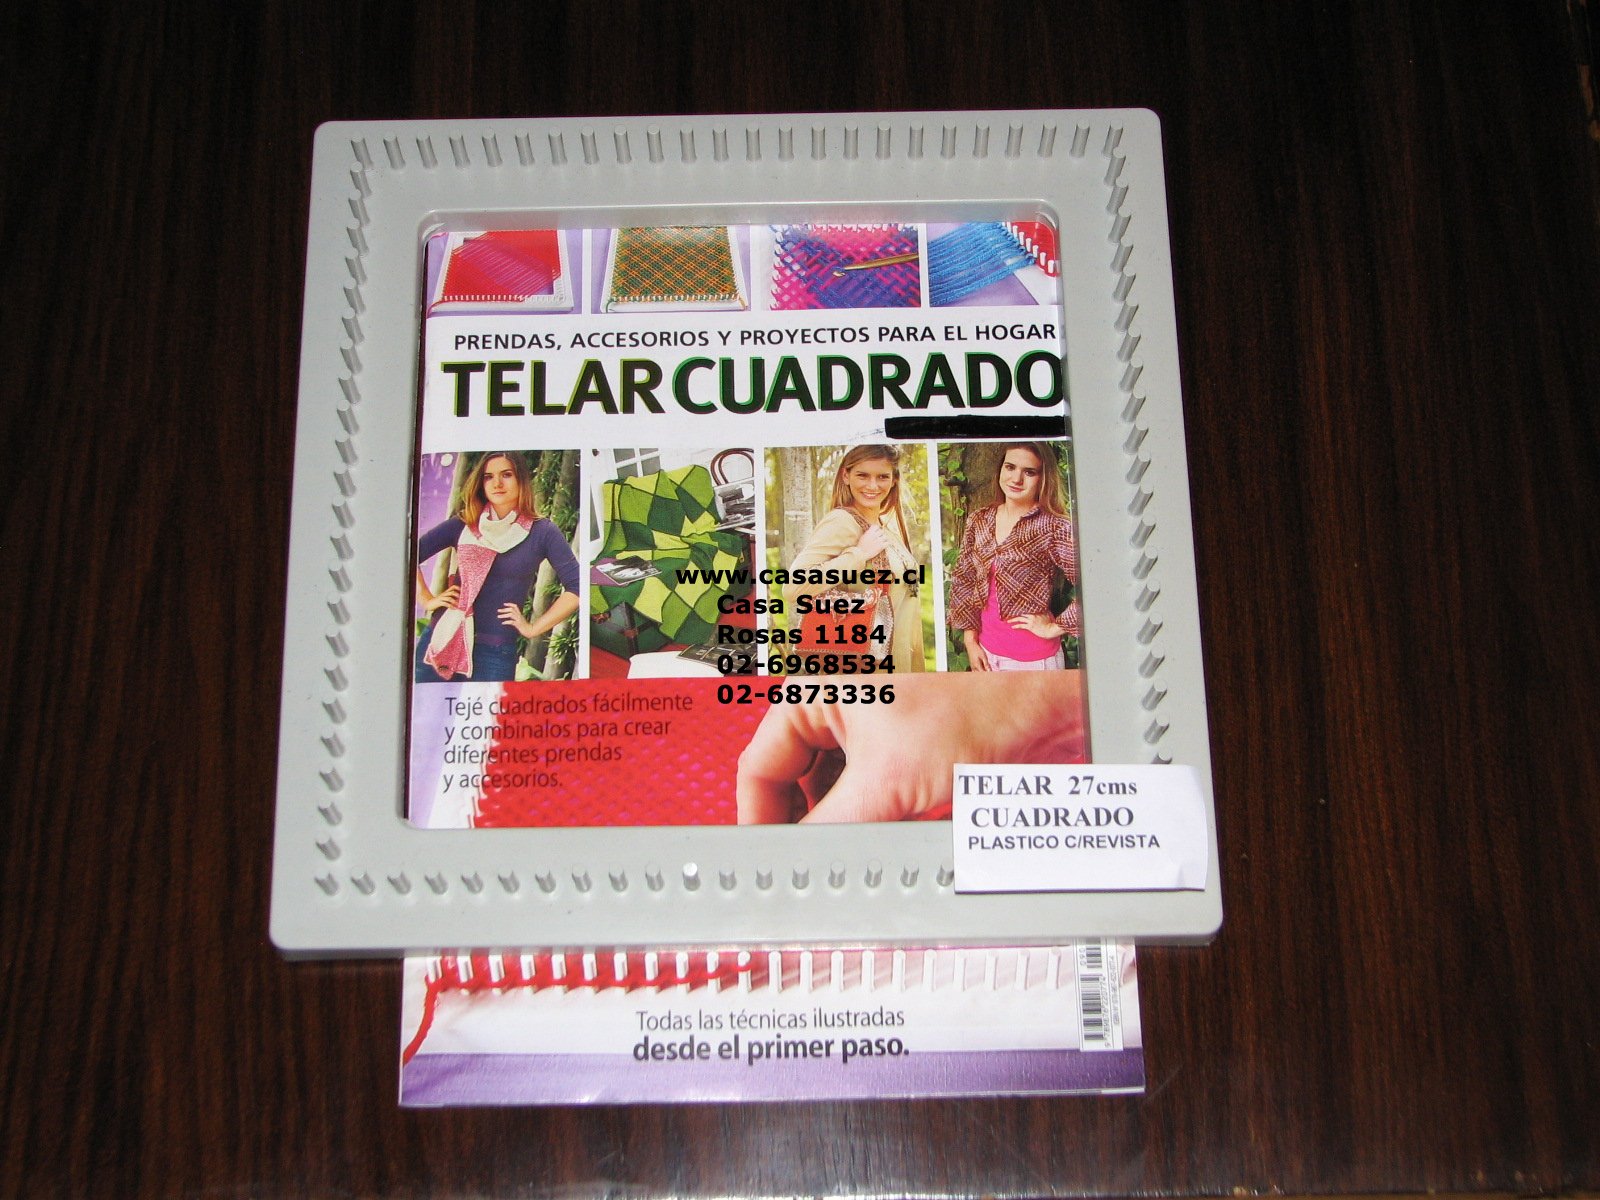 PRENDAS, ACCESORIOS Y PROYECTOS PARA EL HOGAR
TELAR CUADRADO
www.casasuez.cl
Casa Suez
Rosas 1184
02-6968534
02-6873336
Tejé cuadrados fácilmente
y combinalos para crear
diferentes prendas
y accesorios.
TELAR 27cms
CUADRADO
PLASTICO C/REVISTA
Todas las técnicas ilustradas
desde el primer paso.